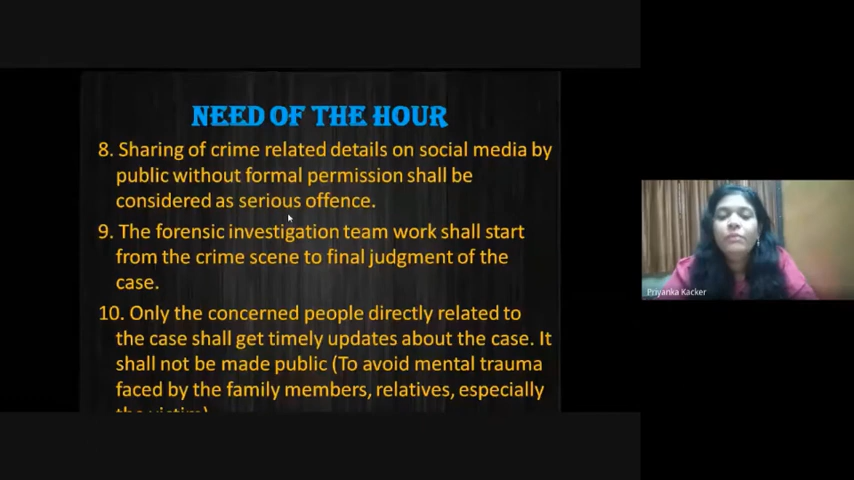 NEED OF THE HOUR
8. Sharing of crime related details on social media by
public without formal permission shall be
considered as serious offence.
9. The forensic investigation team work shall start
from the crime scene to final judgment of the
case.
10. Only the concerned people directly related to
the case shall get timely updates about the case. It
shall not be made public (To avoid mental trauma
faced by the family members, relatives, especially
the victim)
Priyanka Kacker